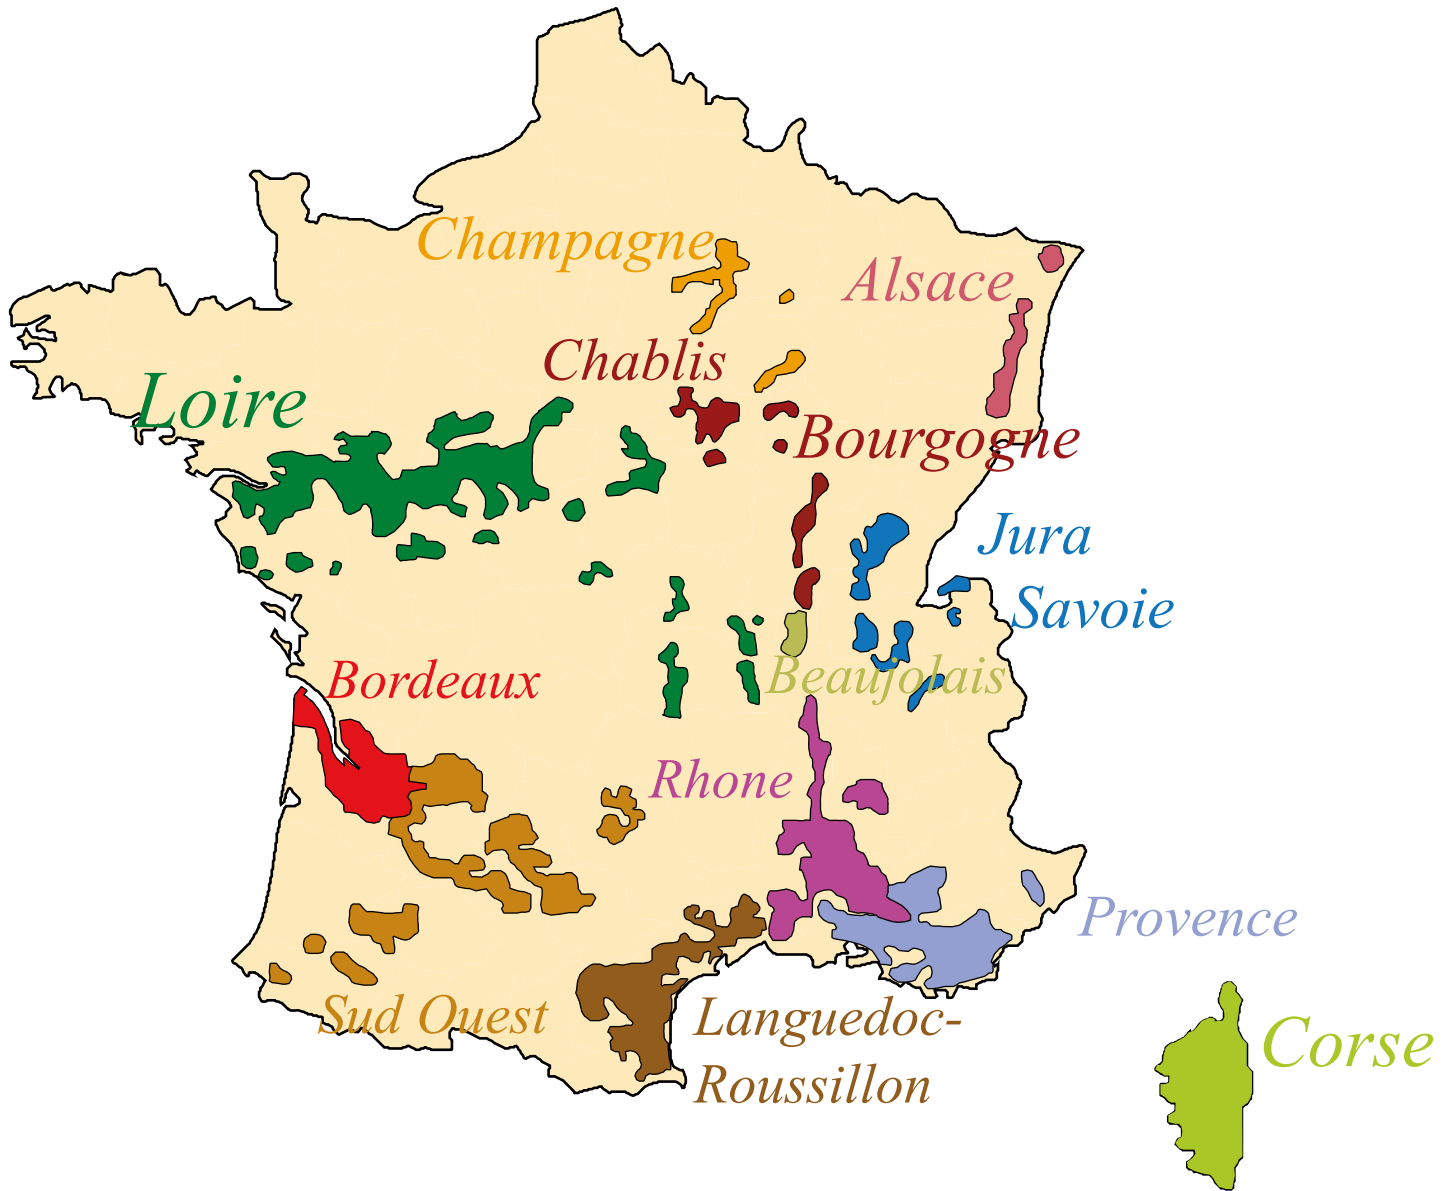 Champagne
Alsace
Chablis
Loire
Bourgogne
Jura
Savoie
Bordeaux
Beaujolais
Rhone
Provence
Sud Ouest
Languedoc-
Roussillon
Corse